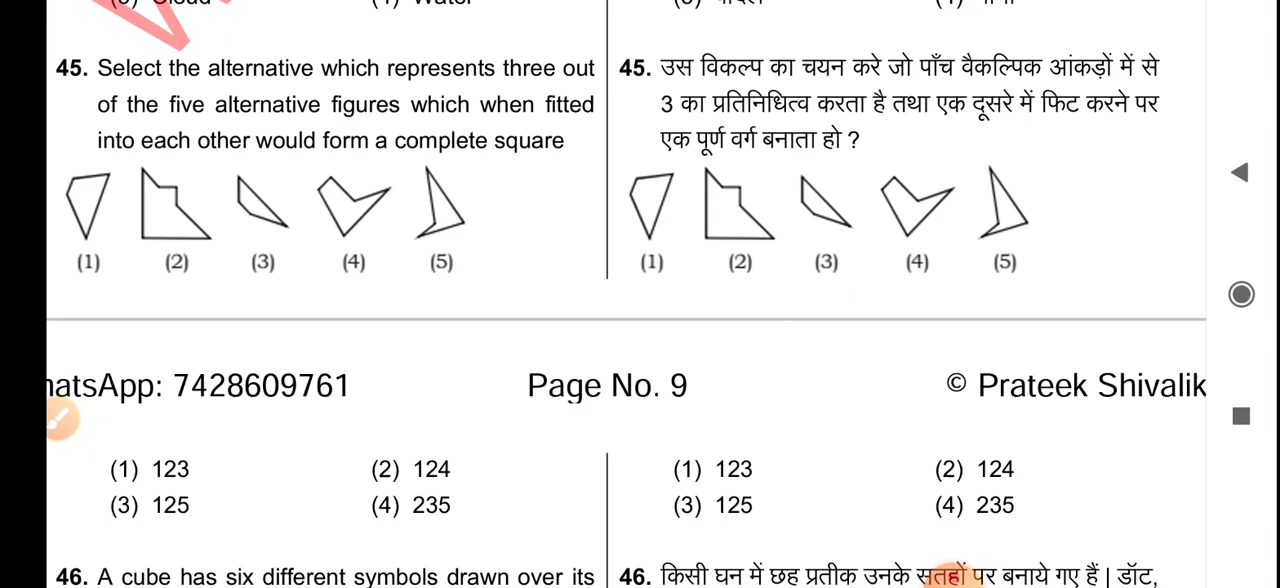 45. Select the alternative which represents three out
of the five alternative figures which when fitted
into each other would form a complete square
(1) (2) (3) (4) (5)
45. उस विकल्प का चयन करे जो पाँच वैकल्पिक आंकड़ों में से
3 का प्रतिनिधित्व करता है तथा एक दूसरे में फिट करने पर
एक पूर्ण वर्ग बनाता हो ?
(1) (2) (3) (4) (5)
hatsApp: 7428609761 Page No. 9 © Prateek Shivalik
(1) 123 (2) 124
(3) 125 (4) 235
(1) 123 (2) 124
(3) 125 (4) 235
46. A cube has six different symbols drawn over its
46. किसी घन में छह प्रतीक उनके सतहों पर बनाये गए हैं | डॉट,